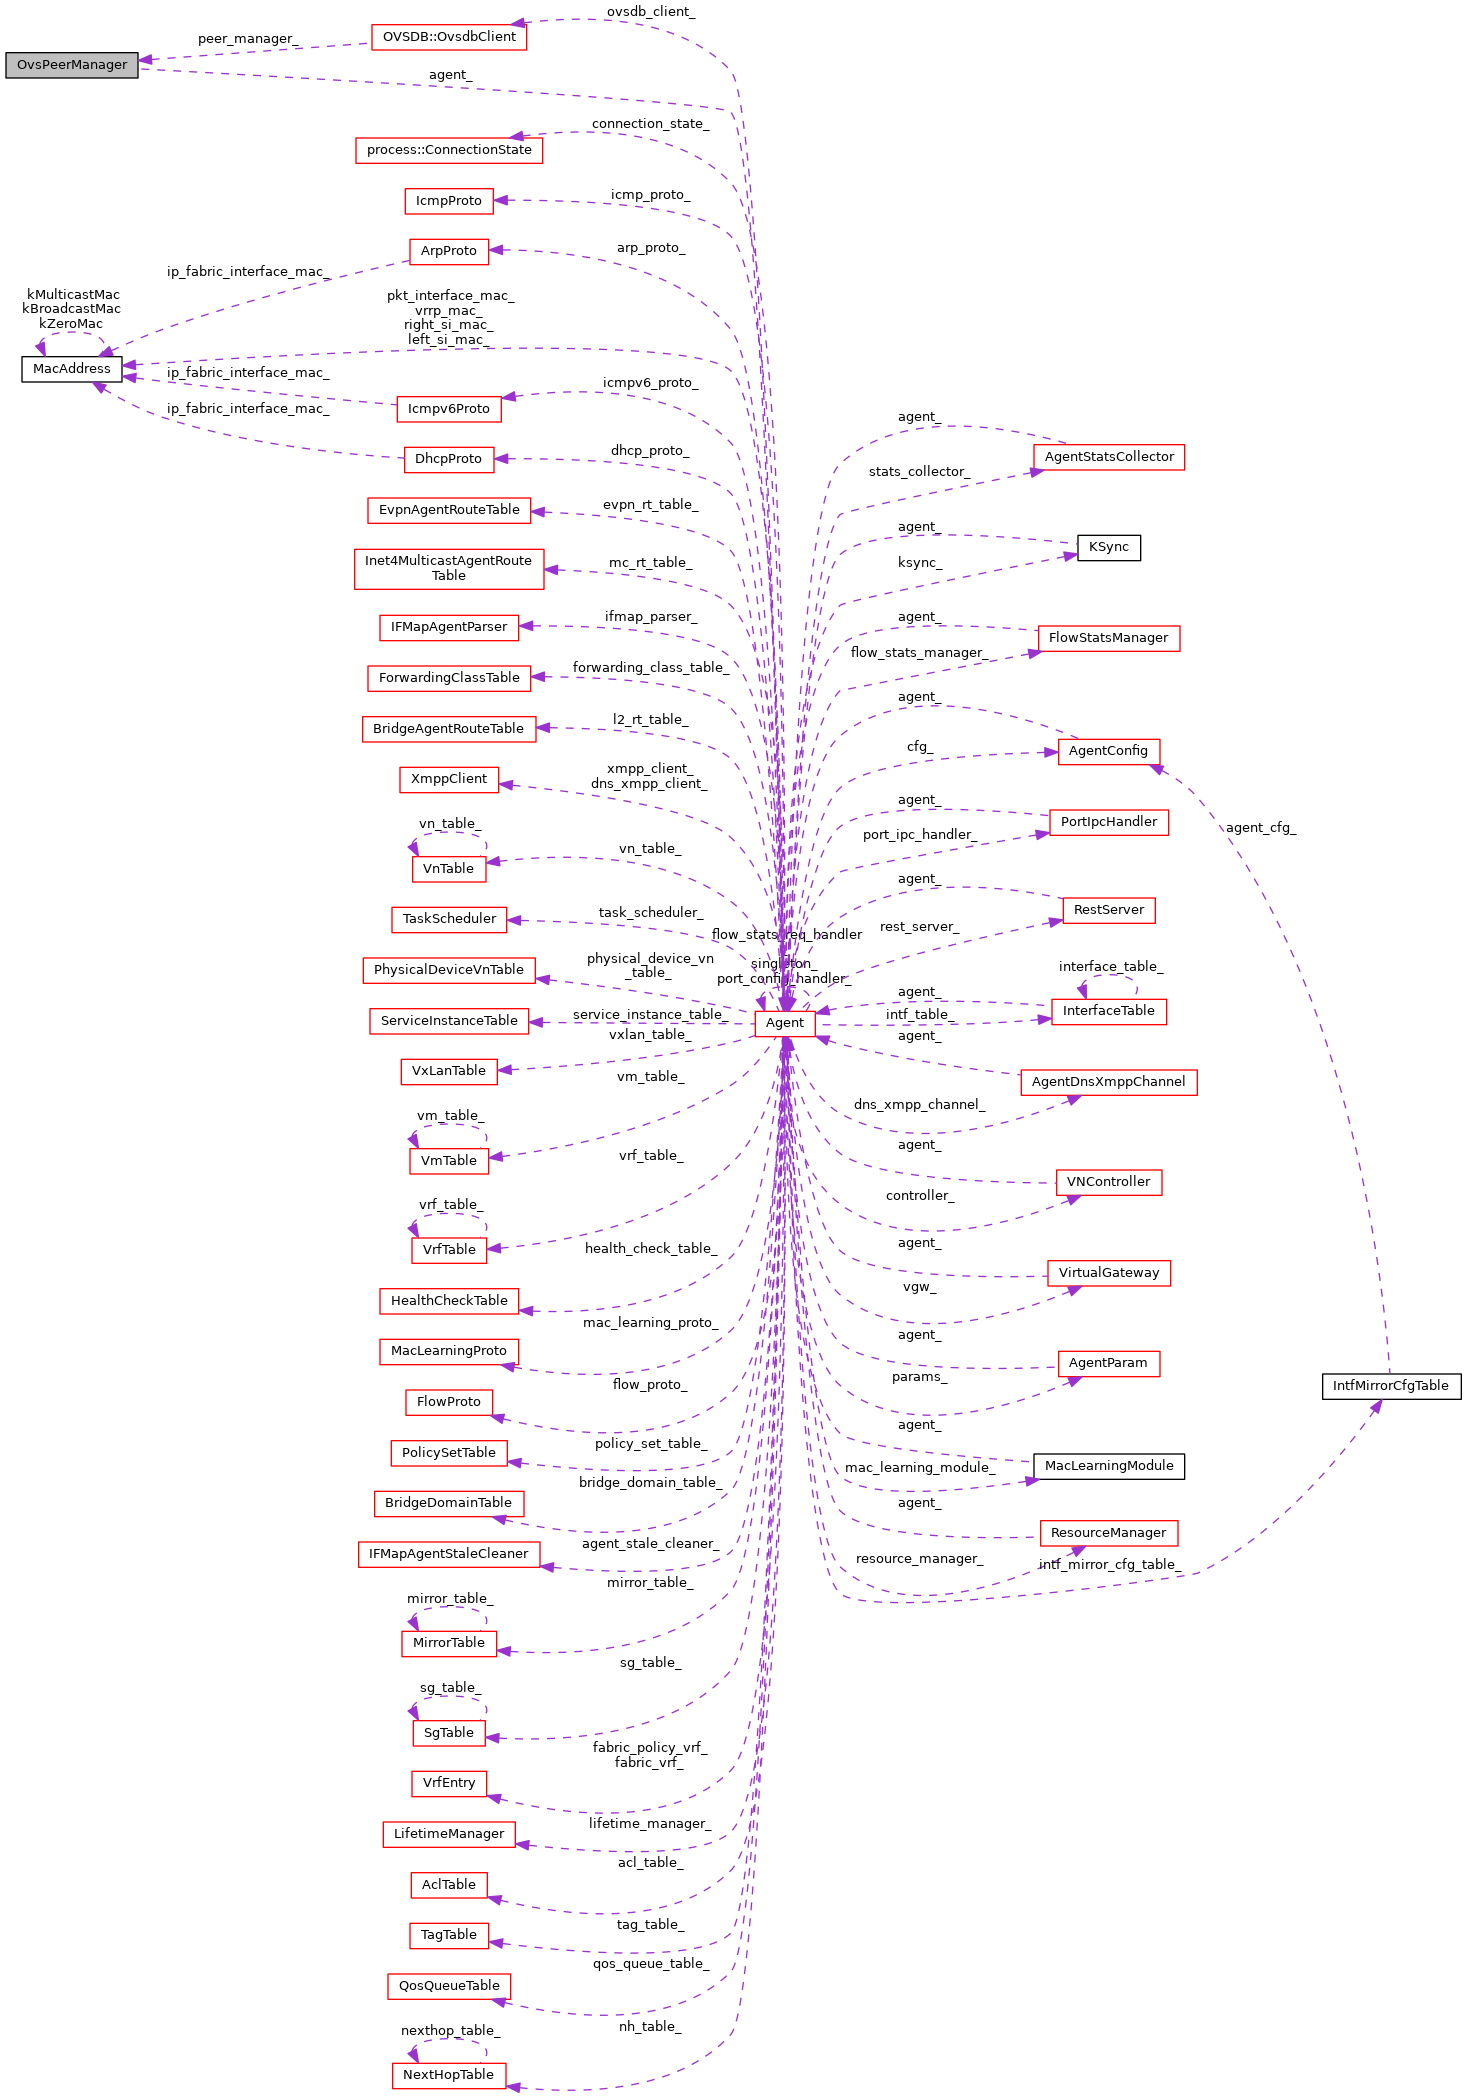 ovsdb_client_
OVSDB::OvsdbClient
peer_manager_
OvsPeerManager
agent_
connection_state_
process::ConnectionState
icmp_proto_
IcmpProto
arp_proto_
ArpProto
ip_fabric_interface_mac_
kMulticastMac
kBroadcastMac
kZeroMac
pkt_interface_mac_
vrrp_mac_
right_si_mac_
left_si_mac_
MacAddress
ip_fabric_interface_mac_
icmpv6_proto_
Icmpv6Proto
ip_fabric_interface_mac_
dhcp_proto_
DhcpProto
evpn_rt_table_
EvpnAgentRouteTable
mc_rt_table_
Inet4MulticastAgentRoute
Table
ifmap_parser_
IFMapAgentParser
forwarding_class_table_
ForwardingClassTable
l2_rt_table_
BridgeAgentRouteTable
xmpp_client_
dns_xmpp_client_
XmppClient
vn_table_
vn_table_
VnTable
task_scheduler_
TaskScheduler
physical_device_vn
_table_
PhysicalDeviceVnTable
service_instance_table_
ServiceInstanceTable
vxlan_table_
VxLanTable
vm_table_
vm_table_
VmTable
vrf_table_
vrf_table_
VrfTable
health_check_table_
HealthCheckTable
mac_learning_proto_
MacLearningProto
flow_proto_
FlowProto
policy_set_table_
PolicySetTable
bridge_domain_table_
BridgeDomainTable
agent_stale_cleaner_
IFMapAgentStaleCleaner
mirror_table_
mirror_table_
MirrorTable
sg_table_
sg_table_
SgTable
fabric_policy_vrf_
fabric_vrf_
VrfEntry
lifetime_manager_
LifetimeManager
acl_table_
AclTable
tag_table_
TagTable
qos_queue_table_
QosQueueTable
nh_table_
nexthop_table_
NextHopTable
flow_stats_req_handler
_
singleton_
port_config_handler_
Agent
agent_
AgentStatsCollector
stats_collector_
agent_
KSync
ksync_
agent_
FlowStatsManager
flow_stats_manager_
agent_
AgentConfig
cfg_
agent_
PortIpcHandler
port_ipc_handler_
agent_
RestServer
rest_server_
interface_table_
agent_
InterfaceTable
intf_table_
agent_
AgentDnsXmppChannel
dns_xmpp_channel_
agent_
VNController
controller_
agent_
VirtualGateway
vgw_
agent_
AgentParam
params_
agent_
MacLearningModule
mac_learning_module_
agent_
ResourceManager
resource_manager_
intf_mirror_cfg_table_
agent_cfg_
IntfMirrorCfgTable